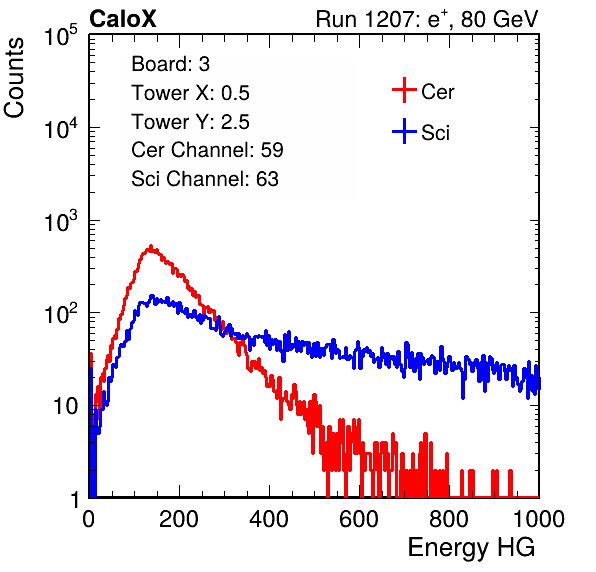 CaloX Run 1207: e⁺, 80 GeV
Counts
Board: 3
Tower X: 0.5
Tower Y: 2.5
Cer Channel: 59
Sci Channel: 63
Cer
Sci
10⁵
10⁴
10³
10²
10
1
0 200 400 600 800 1000
Energy HG